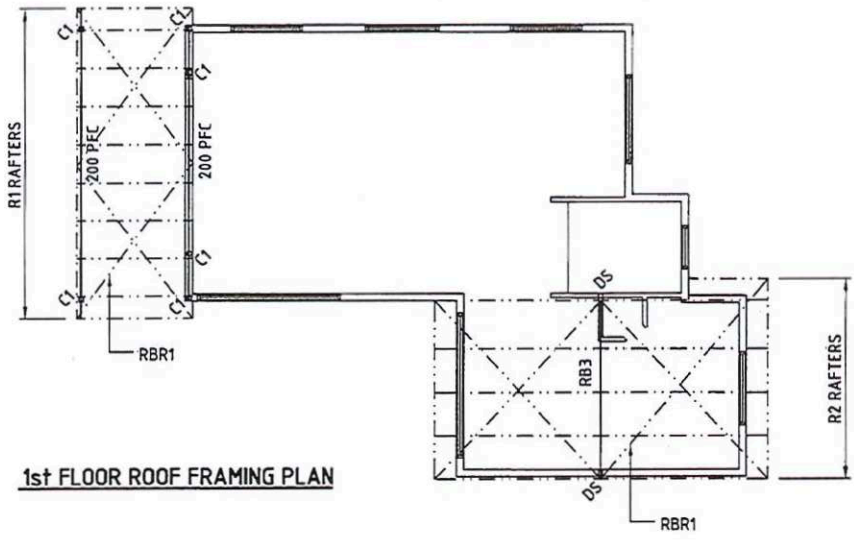 C1
C1
R1 RAFTERS
C1
200 PFC
200 PFC
C1
DS
C1
C1
RBR1
RB3
R2 RAFTERS
1st FLOOR ROOF FRAMING PLAN
DS
RBR1